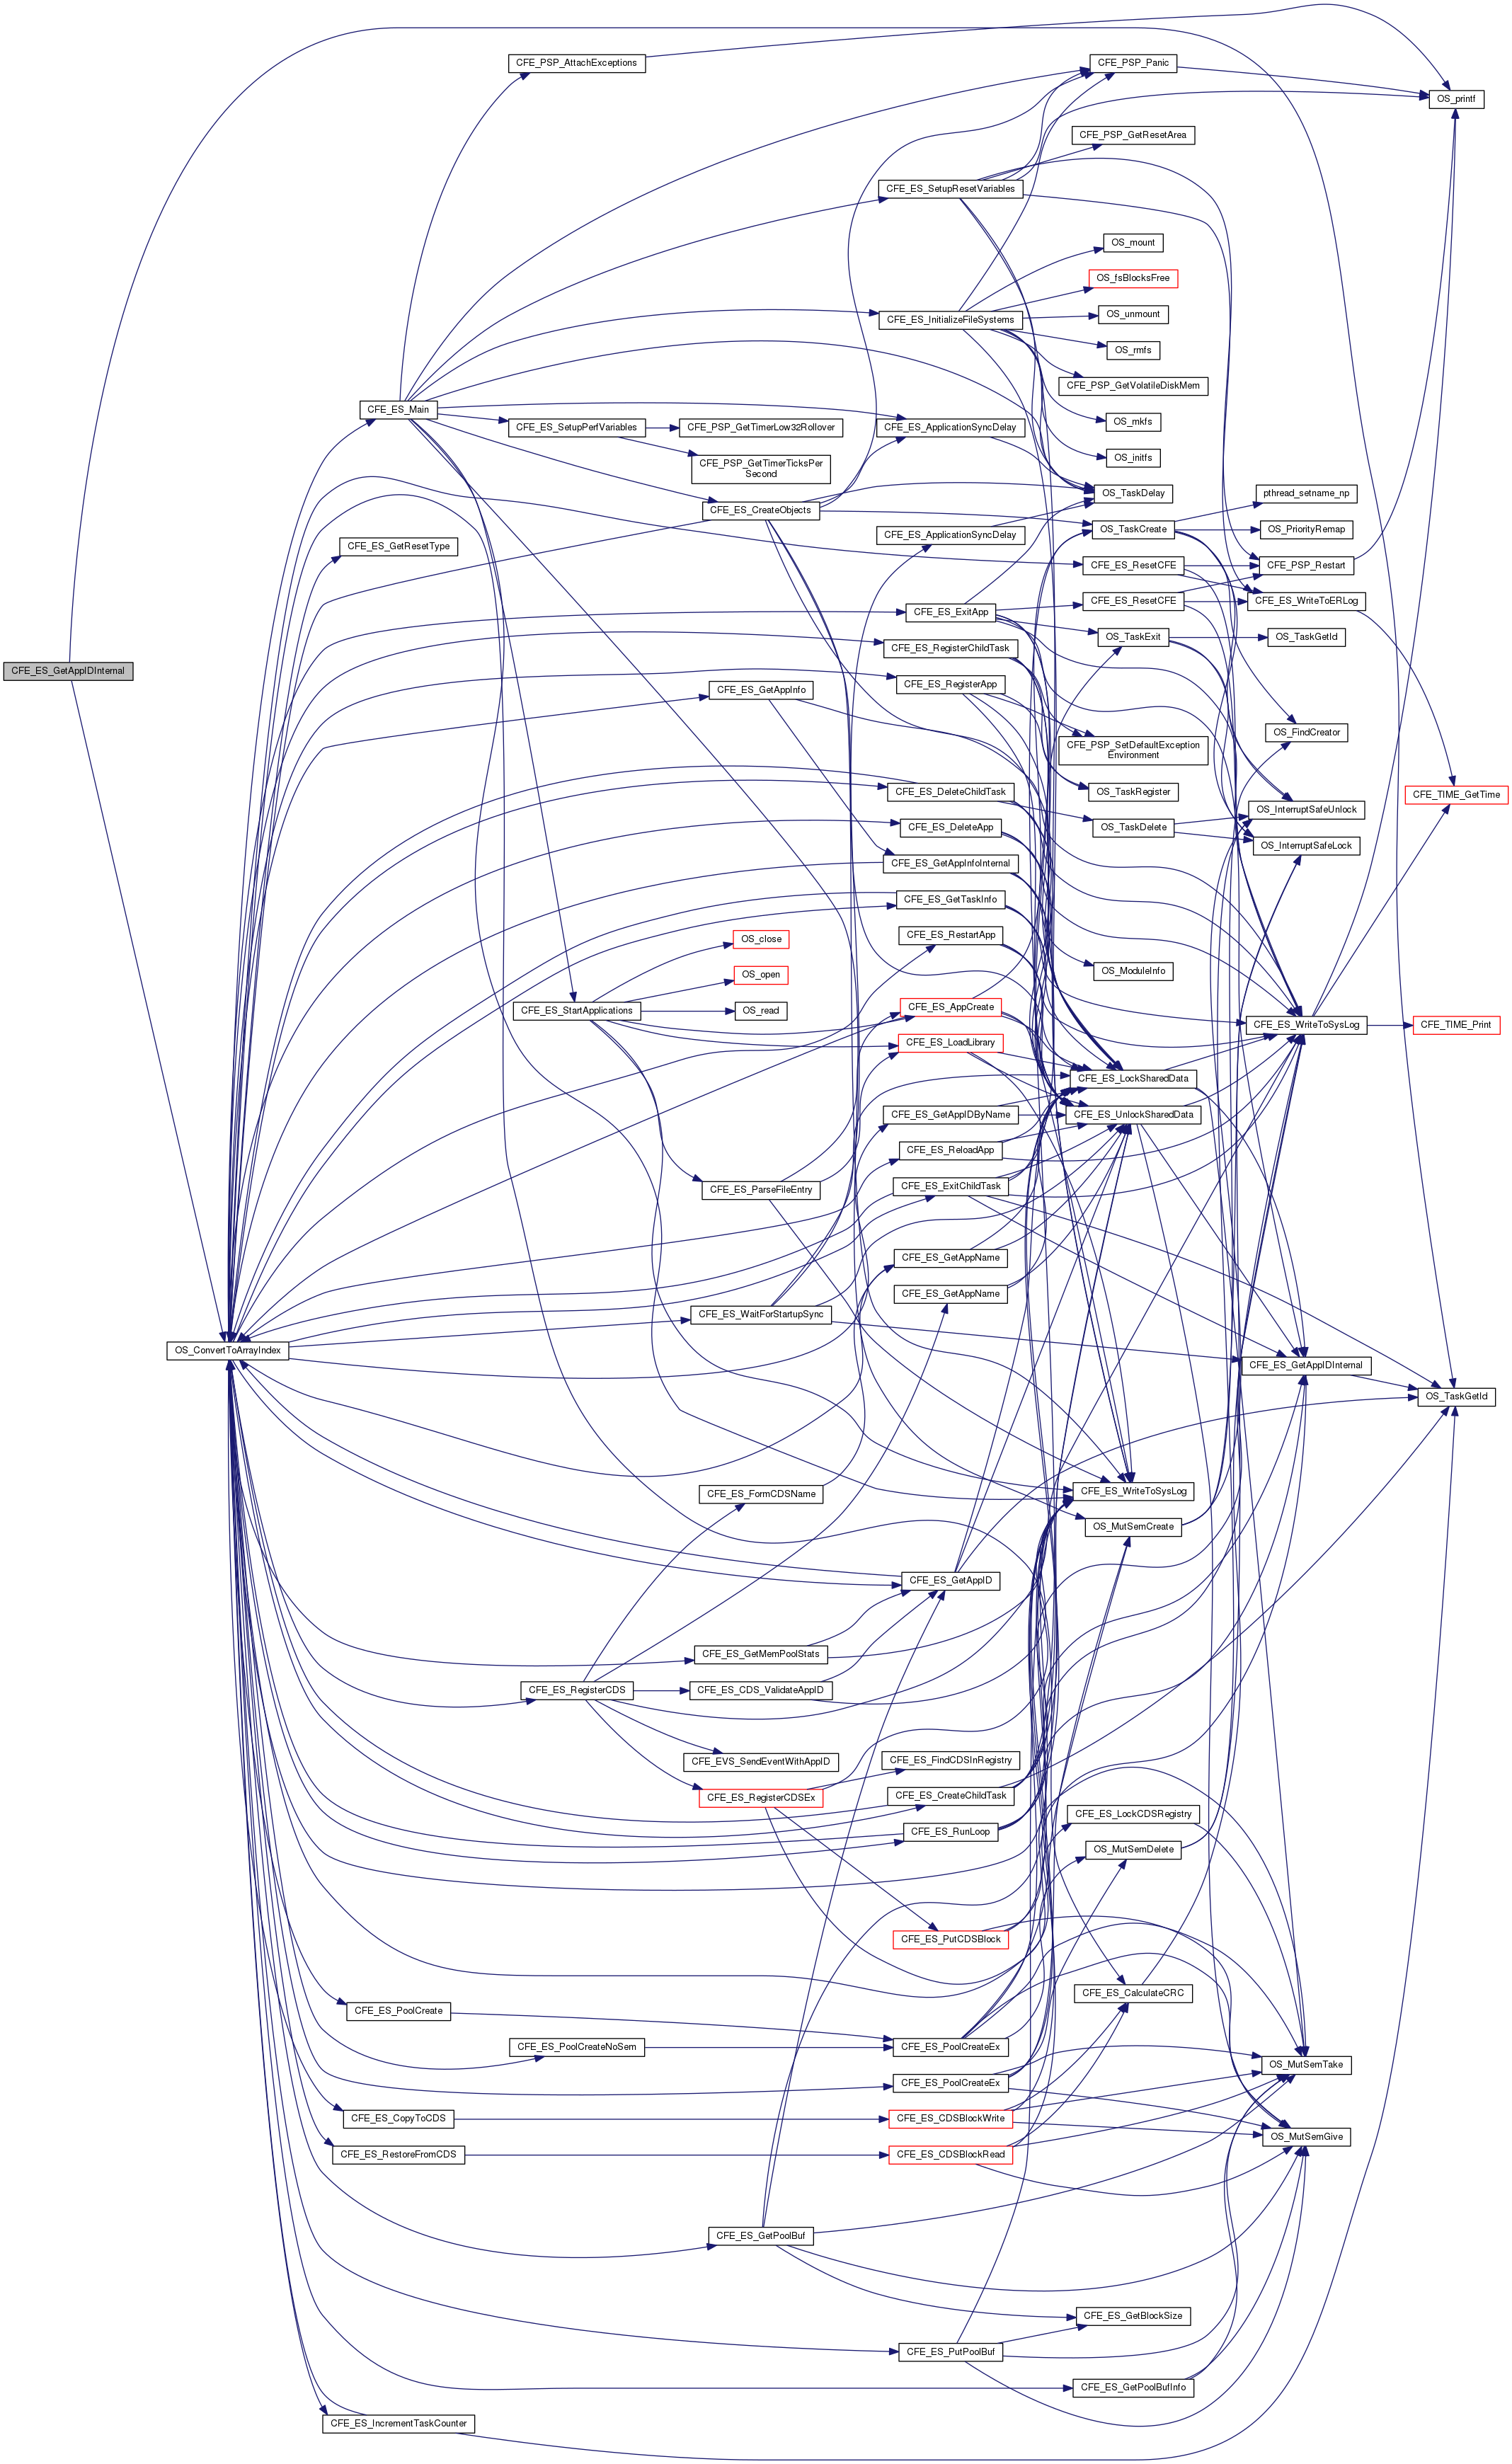 CFE_PSP_AttachExceptions
CFE_PSP_Panic
OS_printf
CFE_PSP_GetResetArea
CFE_ES_SetupResetVariables
OS_mount
OS_fsBlocksFree
OS_unmount
CFE_ES_InitializeFileSystems
OS_rmfs
CFE_PSP_GetVolatileDiskMem
CFE_ES_Main
OS_mkfs
CFE_ES_SetupPerfVariables
CFE_PSP_GetTimerLow32Rollover
CFE_ES_ApplicationSyncDelay
OS_initfs
CFE_PSP_GetTimerTicksPer
Second
OS_TaskDelay
pthread_setname_np
CFE_ES_CreateObjects
OS_TaskCreate
OS_PriorityRemap
CFE_ES_ApplicationSyncDelay
CFE_ES_GetResetType
CFE_ES_ResetCFE
CFE_PSP_Restart
CFE_ES_ResetCFE
CFE_ES_WriteToERLog
CFE_ES_ExitApp
OS_TaskExit
OS_TaskGetId
CFE_ES_RegisterChildTask
CFE_ES_GetAppIDInternal
CFE_ES_RegisterApp
CFE_ES_GetAppInfo
OS_FindCreator
CFE_PSP_SetDefaultException
Environment
CFE_ES_DeleteChildTask
OS_TaskRegister
CFE_TIME_GetTime
OS_InterruptSafeUnlock
CFE_ES_DeleteApp
OS_TaskDelete
OS_InterruptSafeLock
CFE_ES_GetAppInfoInternal
CFE_ES_GetTaskInfo
CFE_ES_RestartApp
OS_close
OS_open
OS_ModuleInfo
CFE_ES_StartApplications
OS_read
CFE_ES_AppCreate
CFE_ES_WriteToSysLog
CFE_TIME_Print
CFE_ES_LoadLibrary
CFE_ES_LockSharedData
CFE_ES_GetAppIDByName
CFE_ES_UnlockSharedData
CFE_ES_ReloadApp
CFE_ES_ParseFileEntry
CFE_ES_ExitChildTask
CFE_ES_GetAppName
CFE_ES_GetAppName
CFE_ES_WaitForStartupSync
OS_ConvertToArrayIndex
CFE_ES_GetAppIDInternal
OS_TaskGetId
CFE_ES_FormCDSName
CFE_ES_WriteToSysLog
OS_MutSemCreate
CFE_ES_GetAppID
CFE_ES_GetMemPoolStats
CFE_ES_RegisterCDS
CFE_ES_CDS_ValidateAppID
CFE_EVS_SendEventWithAppID
CFE_ES_FindCDSInRegistry
CFE_ES_RegisterCDSEx
CFE_ES_CreateChildTask
CFE_ES_LockCDSRegistry
CFE_ES_RunLoop
OS_MutSemDelete
CFE_ES_PutCDSBlock
CFE_ES_CalculateCRC
CFE_ES_PoolCreate
CFE_ES_PoolCreateNoSem
CFE_ES_PoolCreateEx
OS_MutSemTake
CFE_ES_PoolCreateEx
CFE_ES_CopyToCDS
CFE_ES_CDSBlockWrite
OS_MutSemGive
CFE_ES_RestoreFromCDS
CFE_ES_CDSBlockRead
CFE_ES_GetPoolBuf
CFE_ES_GetBlockSize
CFE_ES_PutPoolBuf
CFE_ES_GetPoolBufInfo
CFE_ES_IncrementTaskCounter